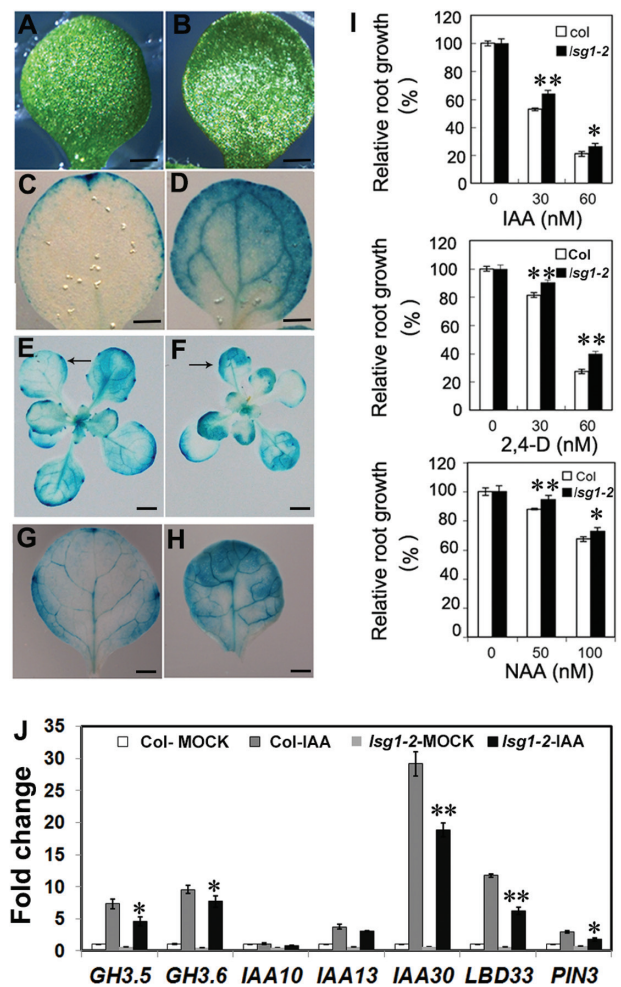 A
B
C
D
E
F
G
H
I
col
lsg1-2
Relative root growth
(%)
120
100
80
60
40
20
0
**
*
0 30 60
IAA (nM)
Col
lsg1-2
Relative root growth
(%)
120
100
80
60
40
20
0
**
**
0 30 60
2,4-D (nM)
Col
lsg1-2
Relative root growth
(%)
120
100
80
60
40
20
0
**
*
0 50 100
NAA (nM)
J
Col- MOCK Col-IAA lsg1-2-MOCK lsg1-2-IAA
Fold change
35
30
25
20
15
10
5
0
*
*
**
**
*
GH3.5 GH3.6 IAA10 IAA13 IAA30 LBD33 PIN3